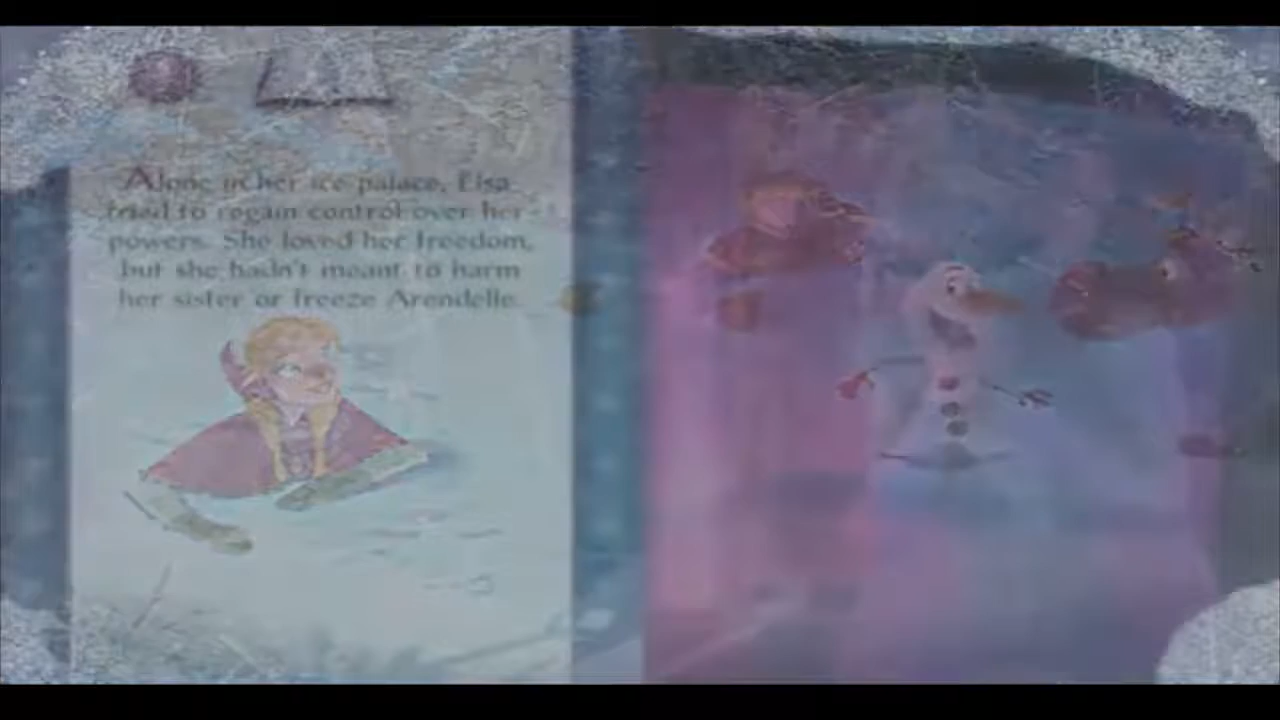 Alone in her ice palace, Elsa
tried to regain control over her
powers. She loved her freedom,
but she hadn't meant to harm
her sister or freeze Arendelle.